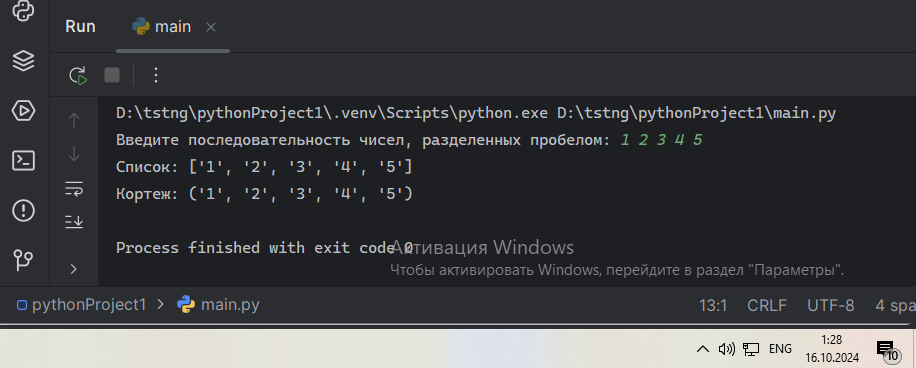 Run main
D:\tstng\pythonProject1\.venv\Scripts\python.exe D:\tstng\pythonProject1\main.py
Введите последовательность чисел, разделенных пробелом: 1 2 3 4 5
Список: ['1', '2', '3', '4', '5']
Кортеж: ('1', '2', '3', '4', '5')
Process finished with exit code 0
Активация Windows
Чтобы активировать Windows, перейдите в раздел "Параметры".
pythonProject1 > main.py 13:1 CRLF UTF-8 4 spa
ENG 1:28
16.10.2024
10